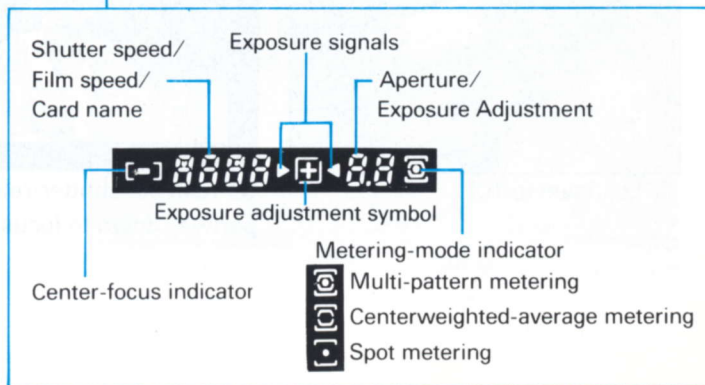 Shutter speed/
Film speed/
Card name
Exposure signals
Aperture/
Exposure Adjustment
Exposure adjustment symbol
Center-focus indicator
Metering-mode indicator
Multi-pattern metering
Centerweighted-average metering
Spot metering